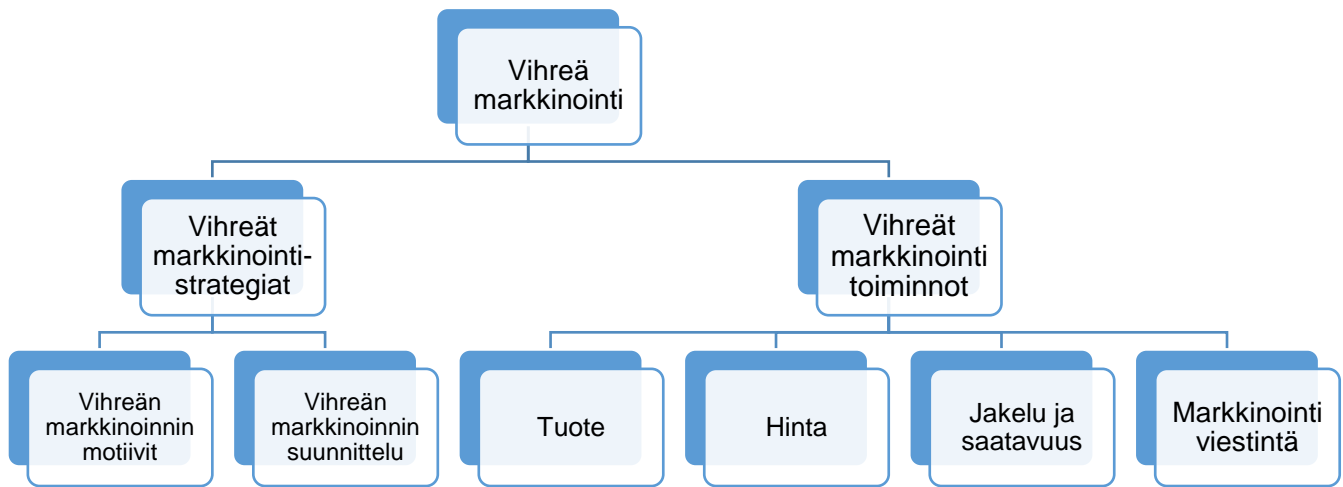 Vihreä
markkinointi
Vihreät
markkinointi-
strategiat
Vihreät
markkinointi
toiminnot
Vihreän
markkinoinnin
motiivit
Vihreän
markkinoinnin
suunnittelu
Tuote
Hinta
Jakelu ja
saatavuus
Markkinointi
viestintä